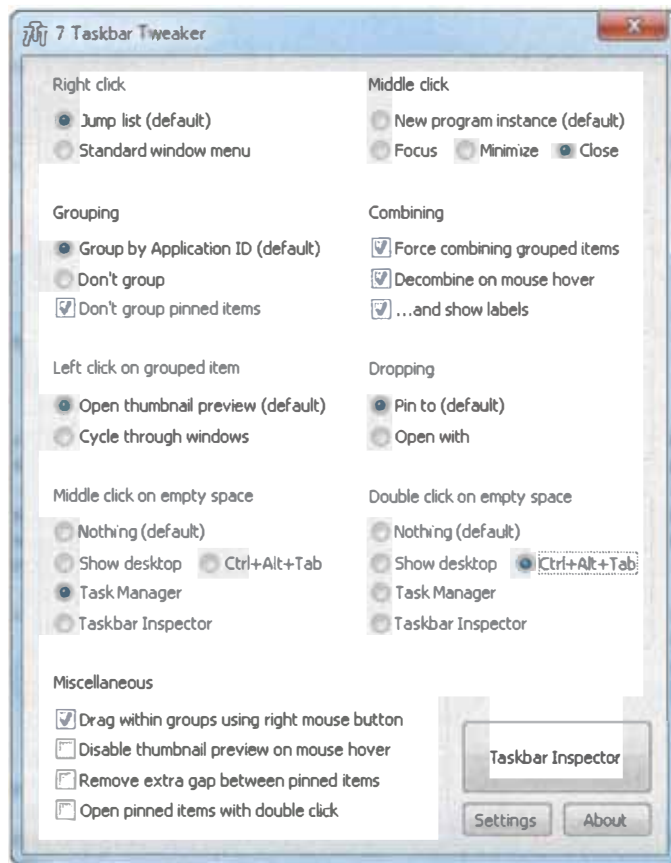 7 Taskbar Tweaker
Right click
Jump list (default)
Standard window menu
Middle click
New program instance (default)
Focus Minimize Close
Grouping
Group by Application ID (default)
Don't group
Don't group pinned items
Combining
Force combining grouped items
Decombine on mouse hover
...and show labels
Left click on grouped item
Open thumbnail preview (default)
Cycle through windows
Dropping
Pin to (default)
Open with
Middle click on empty space
Nothing (default)
Show desktop Ctrl+Alt+Tab
Task Manager
Taskbar Inspector
Double click on empty space
Nothing (default)
Show desktop Ctrl+Alt+Tab
Task Manager
Taskbar Inspector
Miscellaneous
Drag within groups using right mouse button
Disable thumbnail preview on mouse hover
Remove extra gap between pinned items
Open pinned items with double click
Taskbar Inspector
Settings About